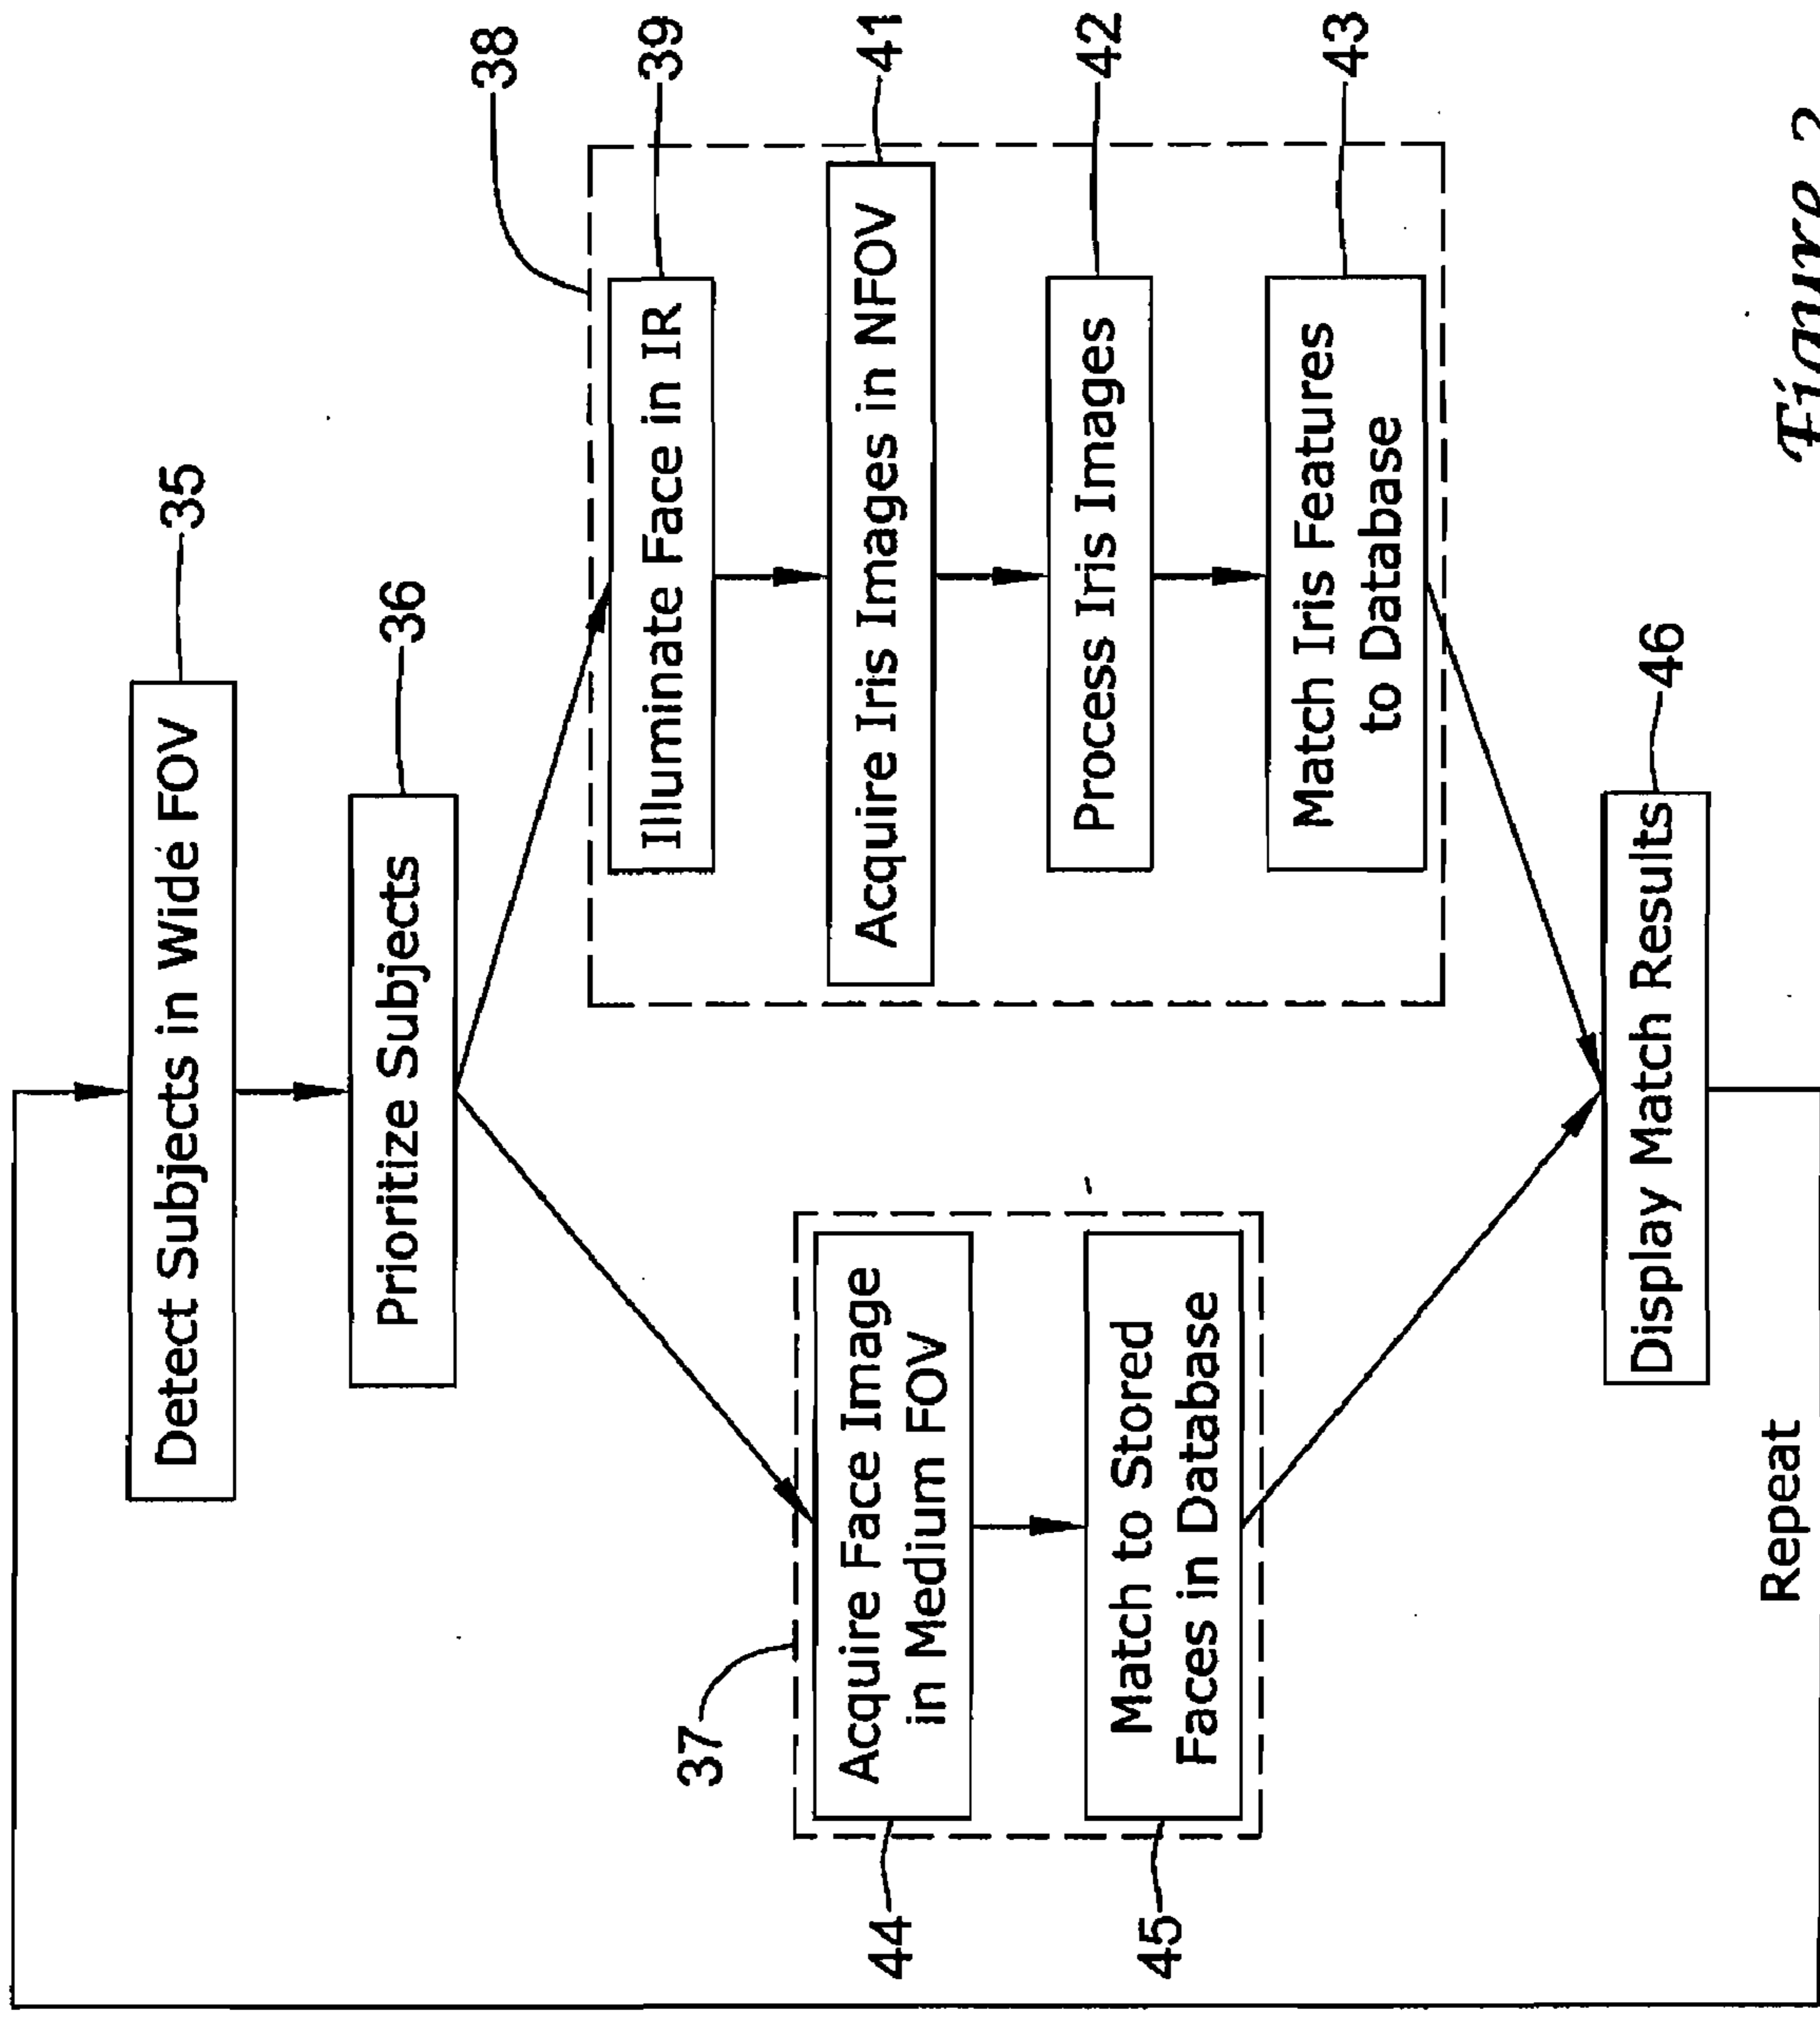 Detect Subjects in Wide FOV
35
Prioritize Subjects
36
37
38
44
Acquire Face Image
in Medium FOV
45
Match to Stored
Faces in Database
Illuminate Face in IR
39
Acquire Iris Images in NFOV
41
Process Iris Images
42
Match Iris Features
to Database
43
Display Match Results
46
Repeat
Figure 2